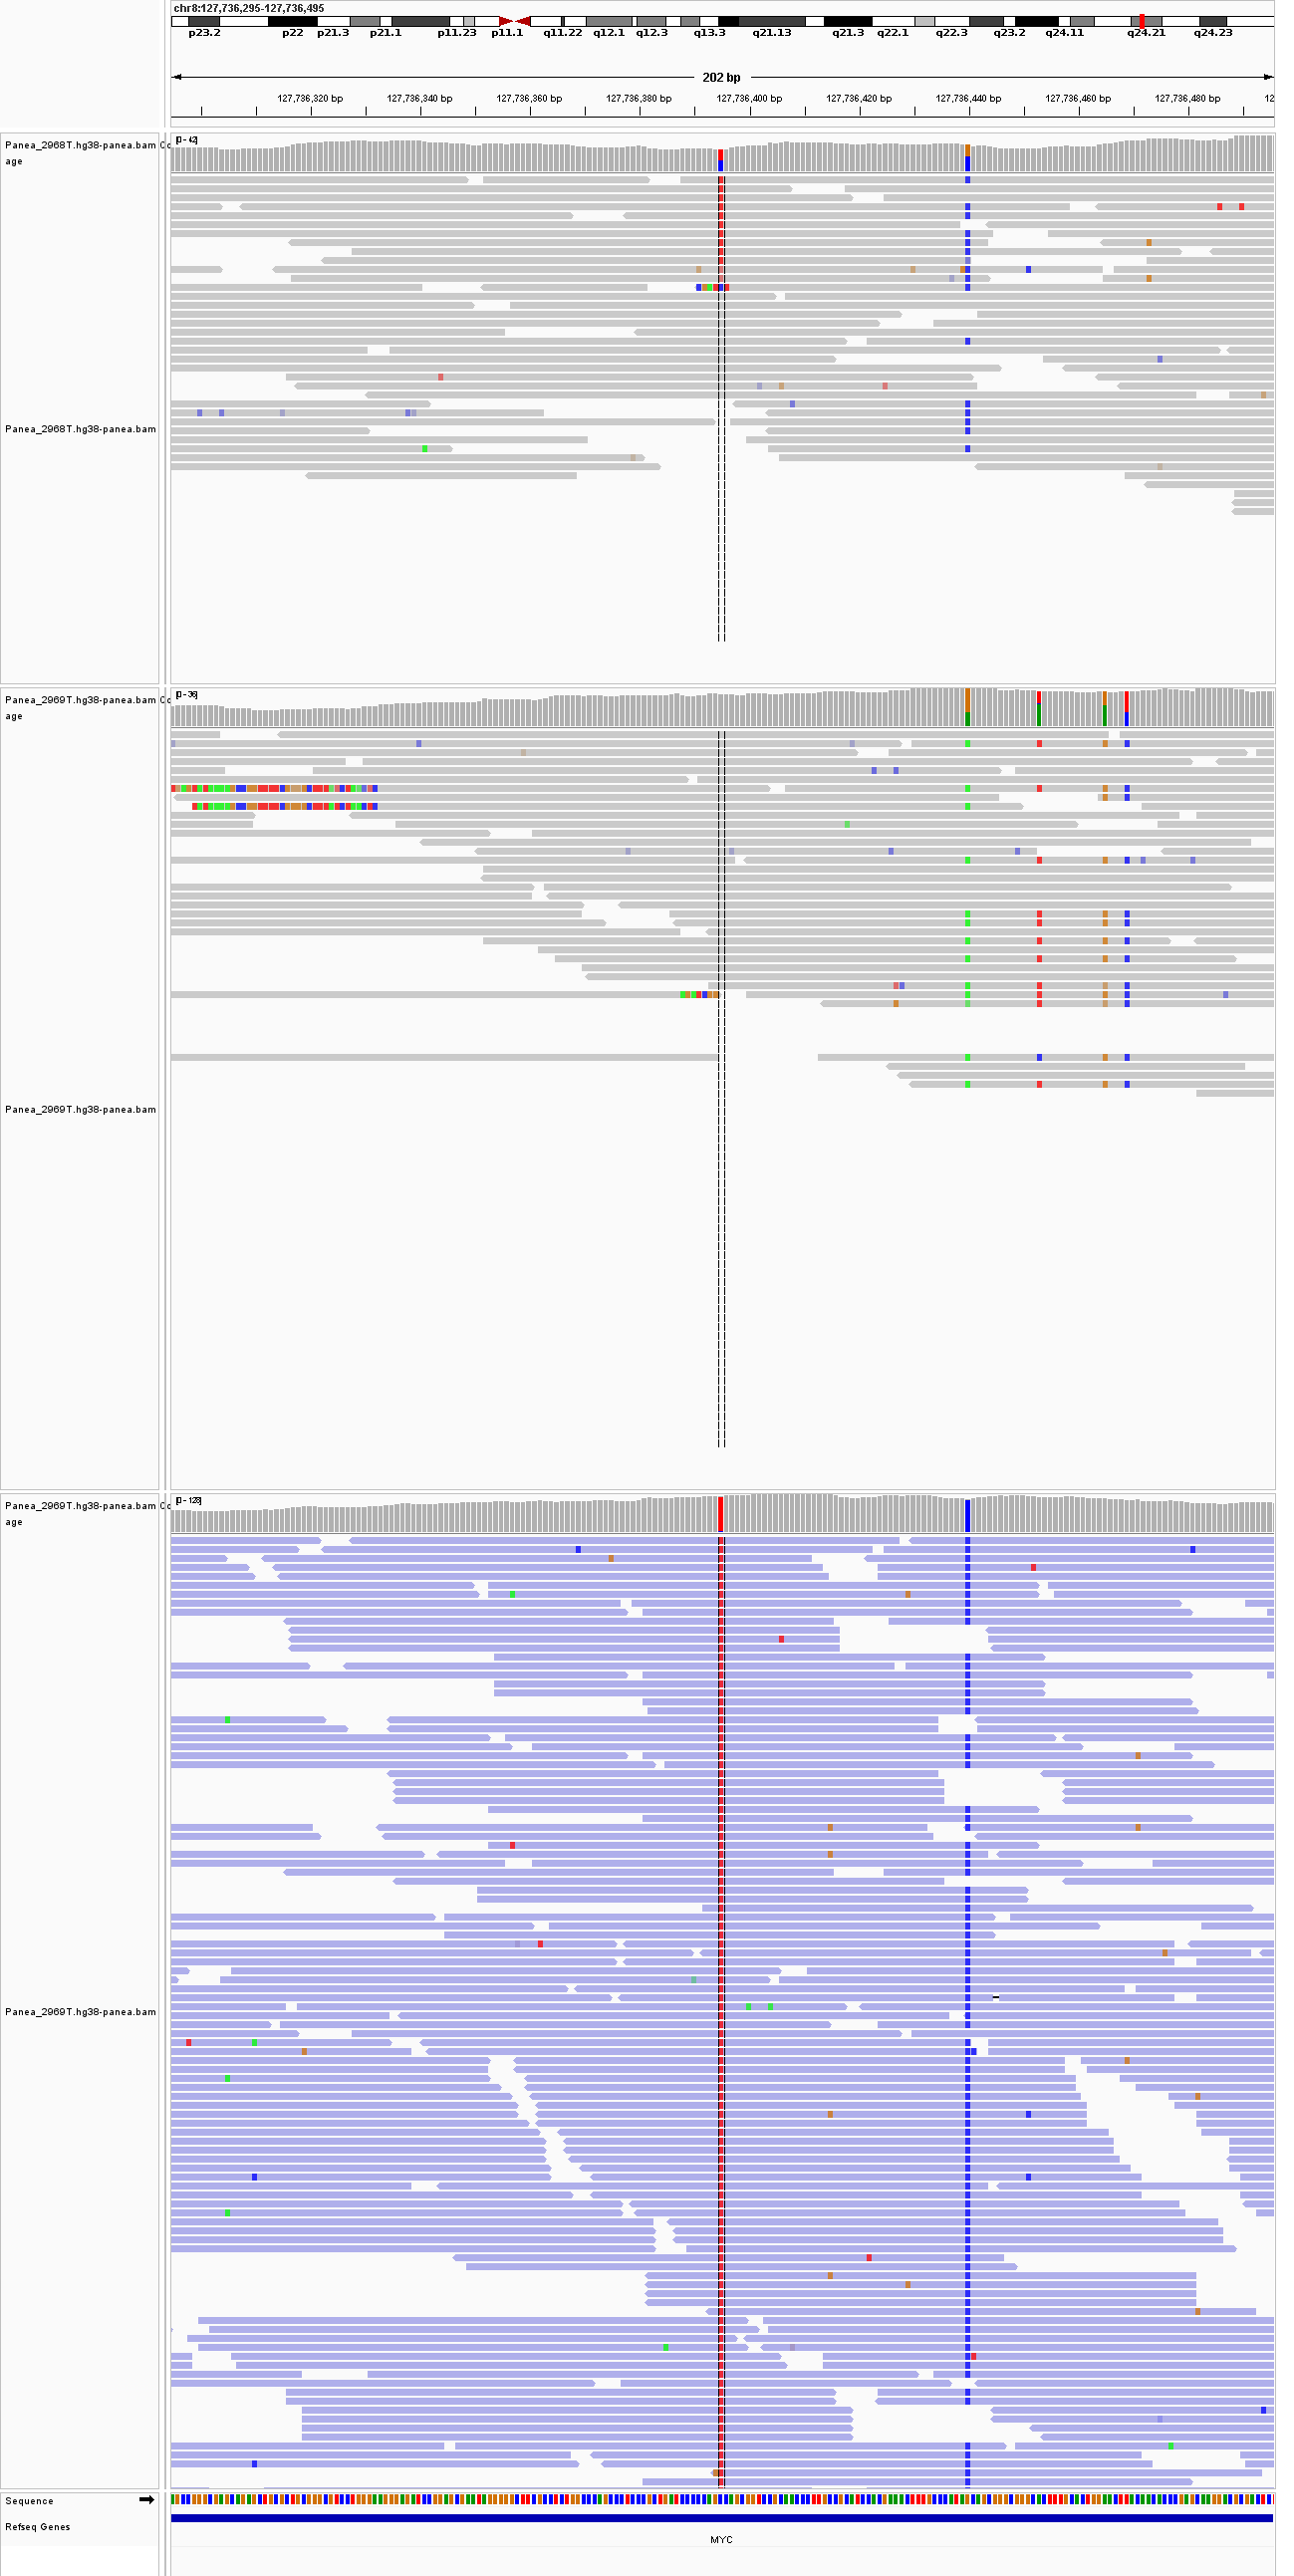 chr8:127,736,295-127,736,495
p23.2 p22 p21.3 p21.1 p11.23 p11.1 q11.22 q12.1 q12.3 q13.3 q21.13 q21.3 q22.1 q22.3 q23.2 q24.11 q24.21 q24.23
202 bp
127,736,320 bp 127,736,340 bp 127,736,360 bp 127,736,380 bp 127,736,400 bp 127,736,420 bp 127,736,440 bp 127,736,460 bp 127,736,480 bp 12
Panea_2968T.hg38-panea.bam Co
age
[0 - 42]
Panea_2968T.hg38-panea.bam
Panea_2969T.hg38-panea.bam Co
age
[0 - 36]
Panea_2969T.hg38-panea.bam
Panea_2969T.hg38-panea.bam Co
age
[0 - 128]
Panea_2969T.hg38-panea.bam
Sequence
Refseq Genes
MYC